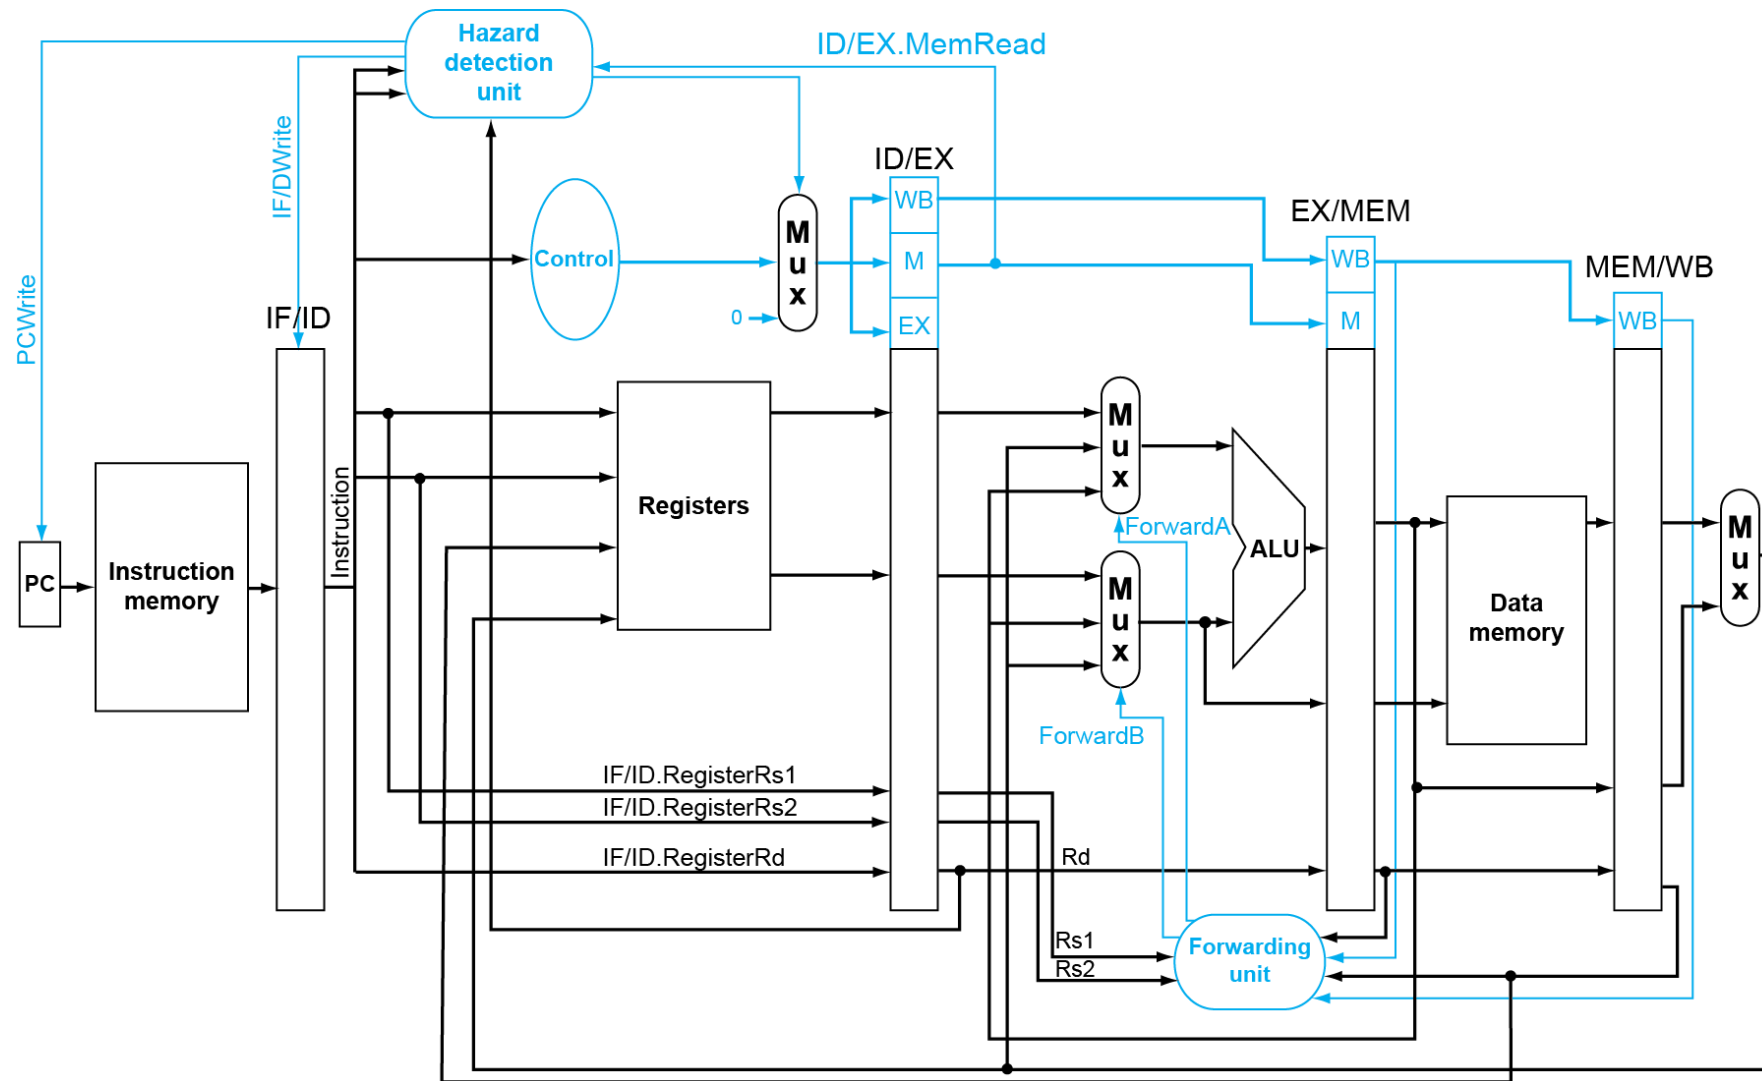 Hazard
detection
unit
ID/EX.MemRead
IF/DWrite
PCWrite
ID/EX
WB
M
EX
Control
0
M
u
x
EX/MEM
WB
M
MEM/WB
WB
IF/ID
Instruction
PC
Instruction
memory
Registers
M
u
x
ForwardA
M
u
x
ForwardB
ALU
Data
memory
M
u
x
IF/ID.RegisterRs1
IF/ID.RegisterRs2
IF/ID.RegisterRd
Rd
Rs1
Rs2
Forwarding
unit